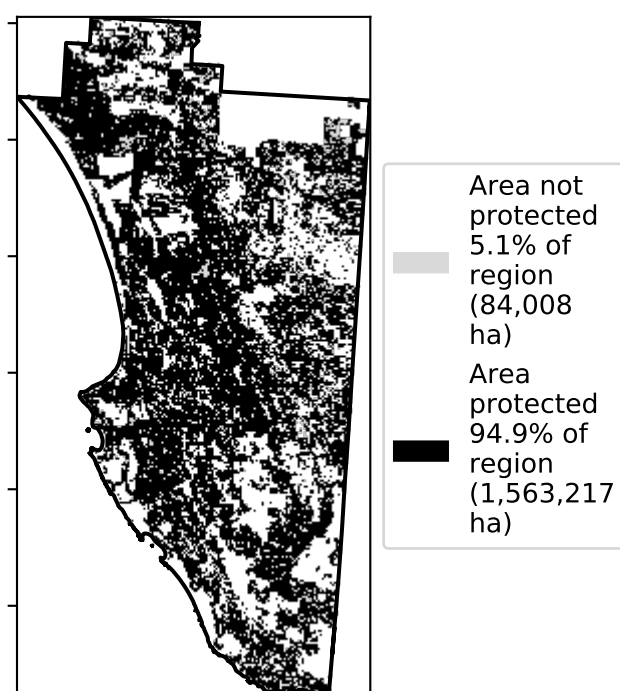 Area not
protected
5.1% of
region
(84,008
ha)
Area
protected
94.9% of
region
(1,563,217
ha)